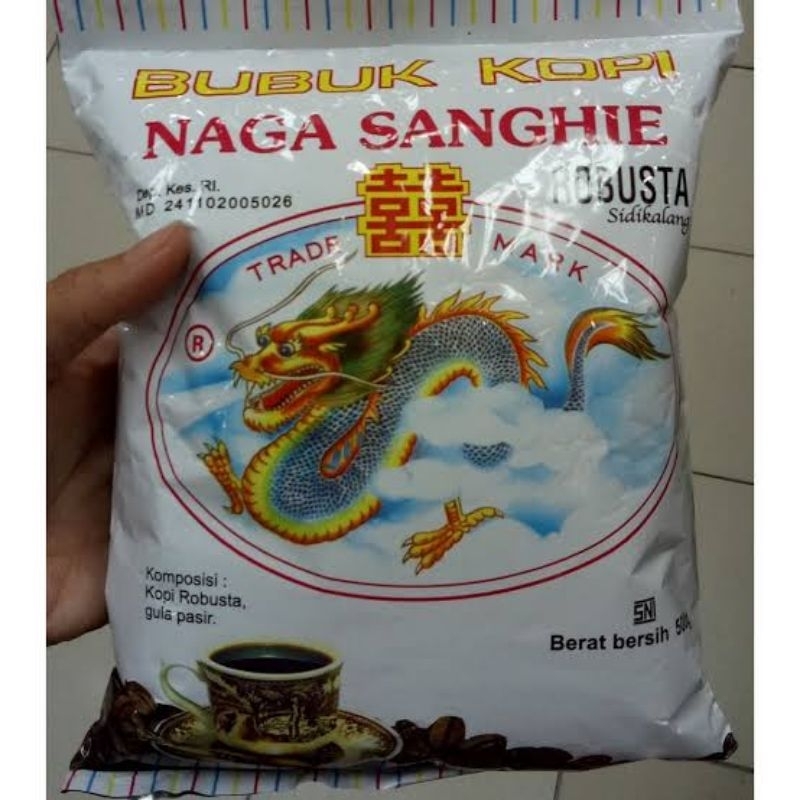 BUBUK KOPI
NAGA SANGHIE
Dep. Kes. RI.
MD 241102005026
囍
ROBUSTA
Sidikalang
TRADE MARK
R
Komposisi :
Kopi Robusta,
gula pasir.
SNI
Berat bersih